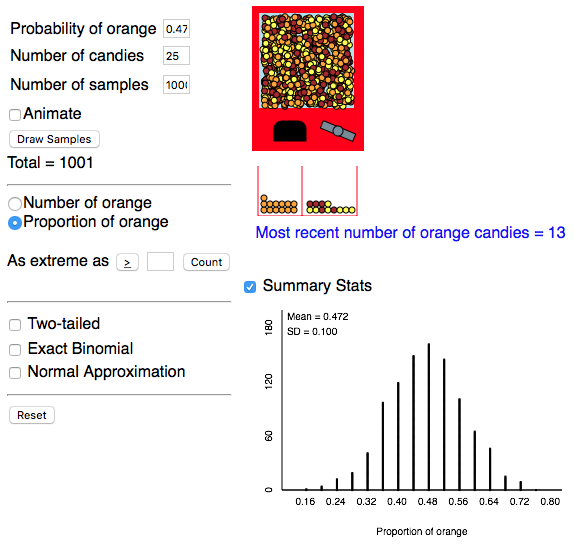 Probability of orange 0.47
Number of candies 25
Number of samples 100
Animate
Draw Samples
Total = 1001
Number of orange
Proportion of orange
As extreme as ≥ Count
Two-tailed
Exact Binomial
Normal Approximation
Reset
Most recent number of orange candies = 13
Summary Stats
Mean = 0.472
SD = 0.100
180
120
60
0
0.16 0.24 0.32 0.40 0.48 0.56 0.64 0.72 0.80
Proportion of orange